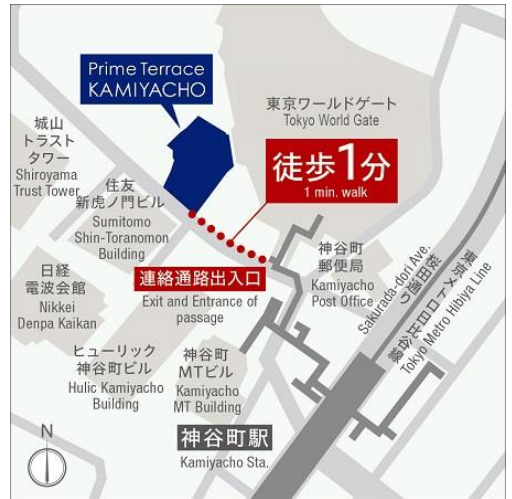 Prime Terrace
KAMIYACHO
東京ワールドゲート
Tokyo World Gate
城山
トラスト
タワー
Shiroyama
Trust Tower
徒歩1分
1 min. walk
住友
新虎ノ門ビル
Sumitomo
Shin-Toranomon
Building
神谷町
郵便局
Kamiyacho
Post Office
Sakurada-dori Ave.
桜田通り
東京メトロ日比谷線
Tokyo Metro Hibiya Line
日経
電波会館
Nikkei
Denpa Kaikan
連絡通路出入口
Exit and Entrance of
passage
ヒューリック
神谷町ビル
Hulic Kamiyacho
Building
神谷町
MTビル
Kamiyacho
MT Building
神谷町駅
Kamiyacho Sta.
N